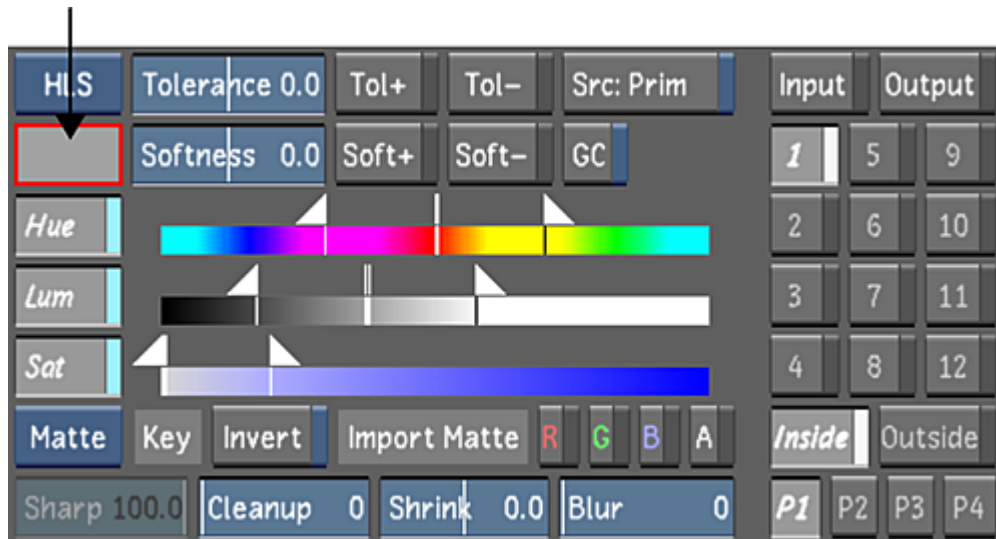 HLS Tolerance 0.0 Tol+ Tol- Src: Prim Input Output
Softness 0.0 Soft+ Soft- GC 1 5 9
Hue 2 6 10
Lum 3 7 11
Sat 4 8 12
Matte Key Invert Import Matte R G B A Inside Outside
Sharp 100.0 Cleanup 0 Shrink 0.0 Blur 0 P1 P2 P3 P4